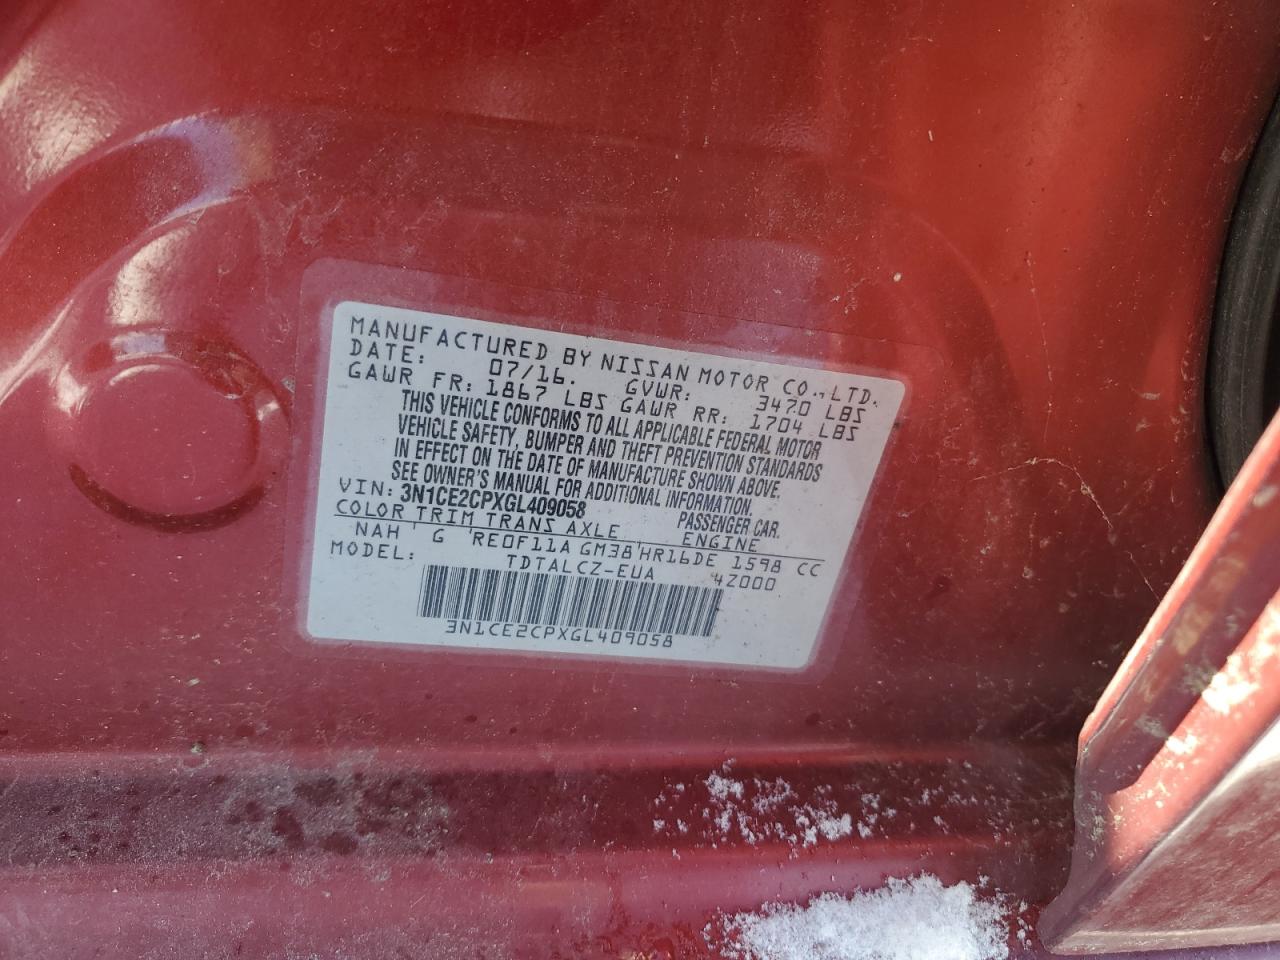 MANUFACTURED BY NISSAN MOTOR CO., LTD.
DATE: 07/16. GVWR: 3470 LBS
GAWR FR: 1867 LBS GAWR RR: 1704 LBS
THIS VEHICLE CONFORMS TO ALL APPLICABLE FEDERAL MOTOR
VEHICLE SAFETY, BUMPER AND THEFT PREVENTION STANDARDS
IN EFFECT ON THE DATE OF MANUFACTURE SHOWN ABOVE.
SEE OWNER'S MANUAL FOR ADDITIONAL INFORMATION.
VIN: 3N1CE2CPXGL409058 PASSENGER CAR.
COLOR TRIM TRANS AXLE ENGINE
NAH G RE0F11A GM38 HR16DE 1598 CC
MODEL: TDTALCZ-EUA 4Z000
3N1CE2CPXGL409058